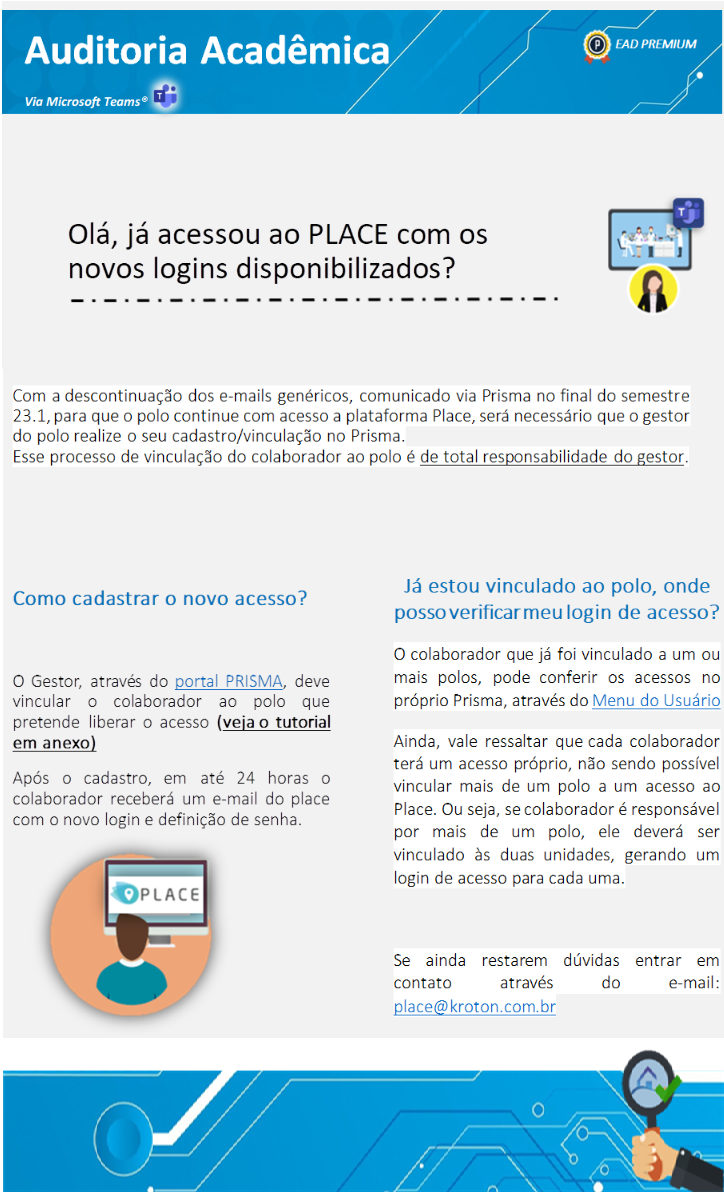 Auditoria Acadêmica
P
EAD PREMIUM
Via Microsoft Teams®
Olá, já acessou ao PLACE com os
novos logins disponibilizados?
Com a descontinuação dos e-mails genéricos, comunicado via Prisma no final do semestre
23.1, para que o polo continue com acesso a plataforma Place, será necessário que o gestor
do polo realize o seu cadastro/vinculação no Prisma.
Esse processo de vinculação do colaborador ao polo é de total responsabilidade do gestor.
Como cadastrar o novo acesso?
O Gestor, através do portal PRISMA, deve
vincular o colaborador ao polo que
pretende liberar o acesso (veja o tutorial
em anexo)
Após o cadastro, em até 24 horas o
colaborador receberá um e-mail do place
com o novo login e definição de senha.
PLACE
Já estou vinculado ao polo, onde
posso verificar meu login de acesso?
O colaborador que já foi vinculado a um ou
mais polos, pode conferir os acessos no
próprio Prisma, através do Menu do Usuário
Ainda, vale ressaltar que cada colaborador
terá um acesso próprio, não sendo possível
vincular mais de um polo a um acesso ao
Place. Ou seja, se colaborador é responsável
por mais de um polo, ele deverá ser
vinculado às duas unidades, gerando um
login de acesso para cada uma.
Se ainda restarem dúvidas entrar em
contato através do e-mail:
place@kroton.com.br